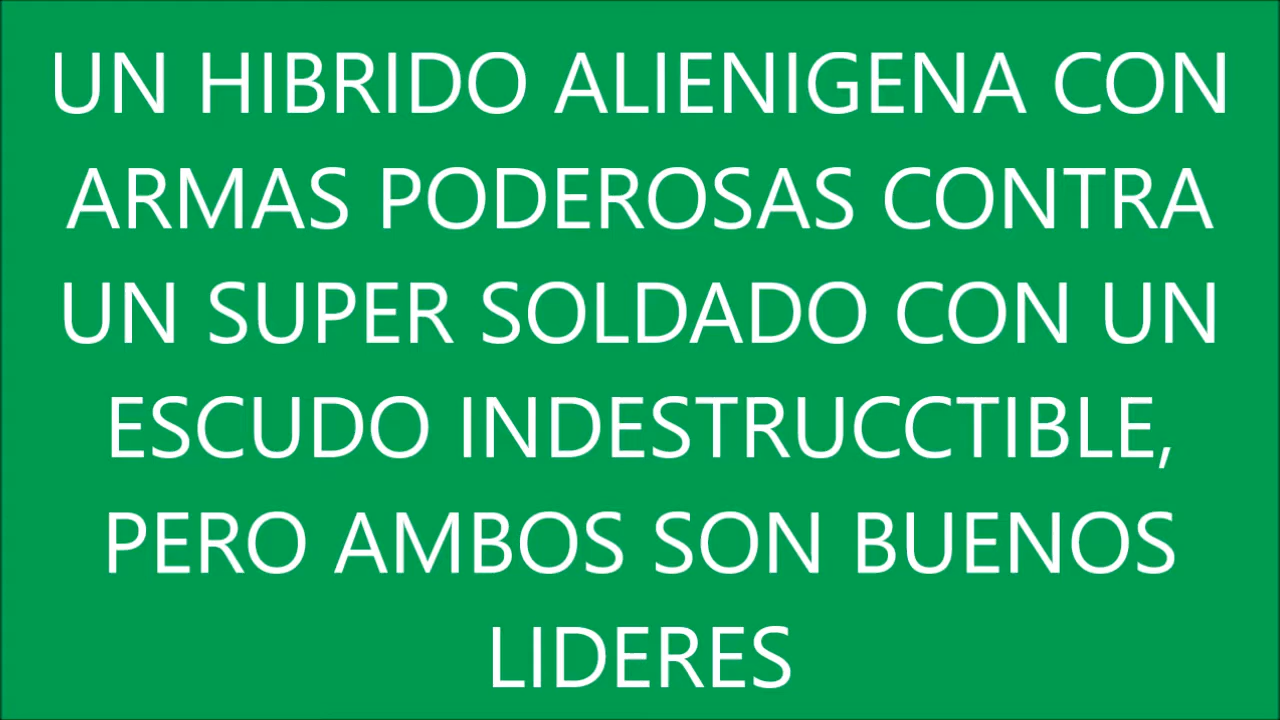 UN HIBRIDO ALIENIGENA CON
ARMAS PODEROSAS CONTRA
UN SUPER SOLDADO CON UN
ESCUDO INDESTRUCCTIBLE,
PERO AMBOS SON BUENOS
LIDERES